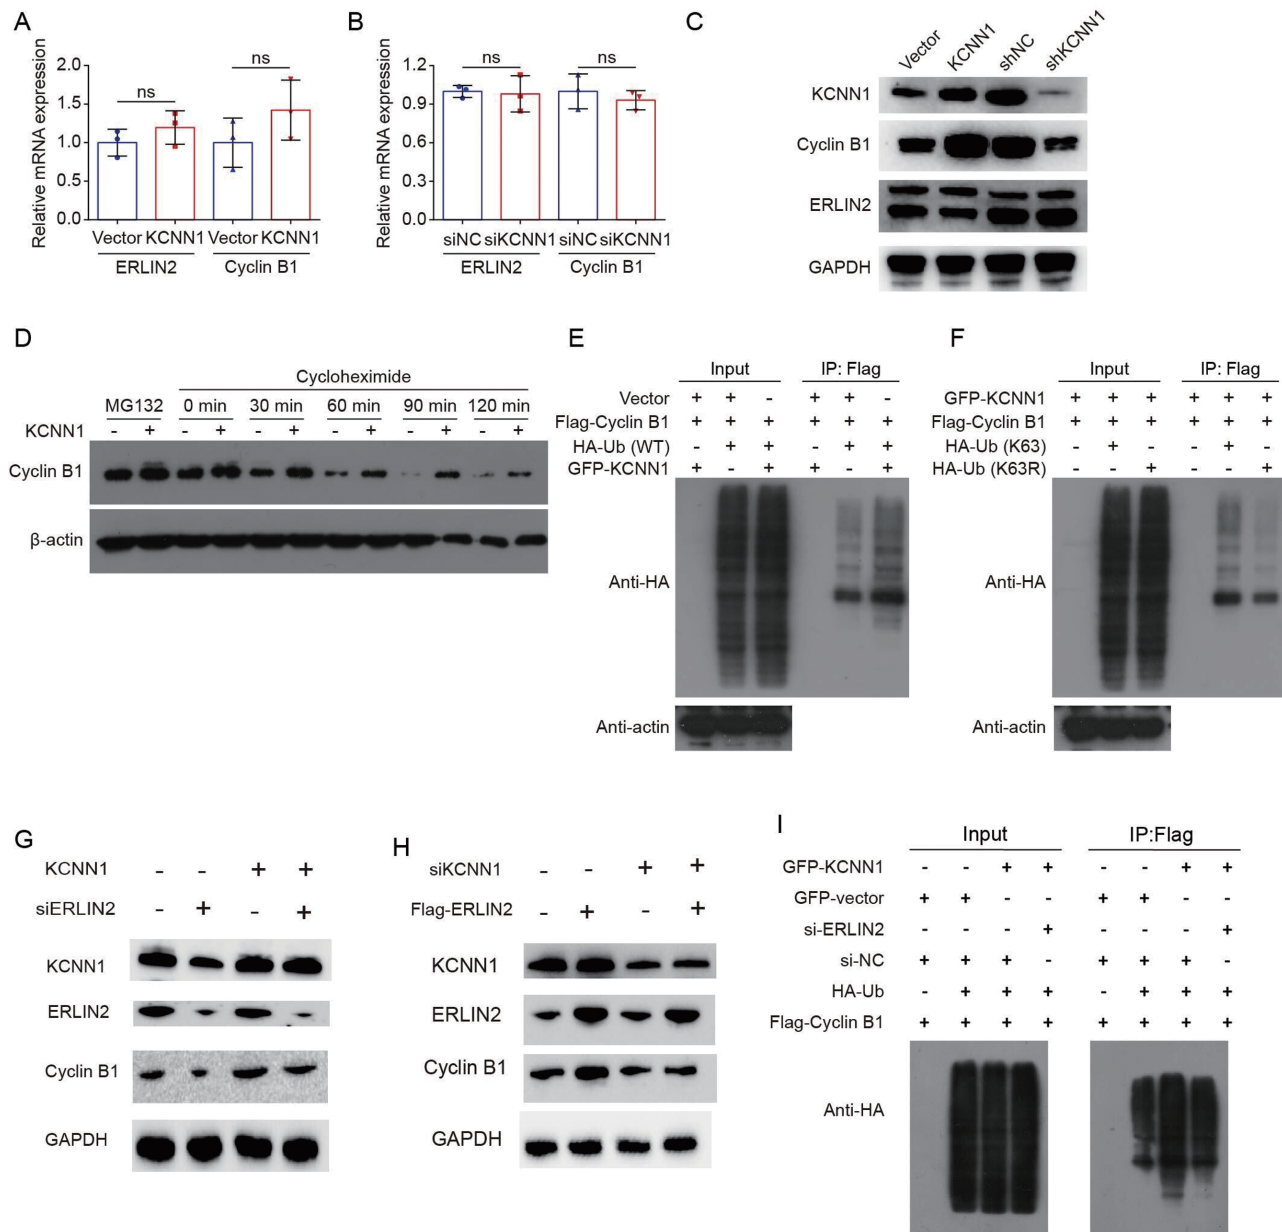 A
Relative mRNA expression
2.0
1.5
1.0
0.5
0.0
ns
ns
Vector KCNN1 Vector KCNN1
ERLIN2 Cyclin B1
B
Relative mRNA expression
1.2
0.9
0.6
0.3
0.0
ns
ns
siNC siKCNN1 siNC siKCNN1
ERLIN2 Cyclin B1
C
Vector KCNN1 shNC shKCNN1
KCNN1
Cyclin B1
ERLIN2
GAPDH
D
Cycloheximide
MG132 0 min 30 min 60 min 90 min 120 min
KCNN1 - + - + - + - + - + - +
Cyclin B1
β-actin
E
Input IP: Flag
Vector + + - + + -
Flag-Cyclin B1 + + + + + +
HA-Ub (WT) - + + - + +
GFP-KCNN1 + - + + - +
Anti-HA
Anti-actin
F
Input IP: Flag
GFP-KCNN1 + + + + + +
Flag-Cyclin B1 + + + + + +
HA-Ub (K63) - + - - + -
HA-Ub (K63R) - - + - - +
Anti-HA
Anti-actin
G
KCNN1 - - + +
siERLIN2 - + - +
KCNN1
ERLIN2
Cyclin B1
GAPDH
H
siKCNN1 - - + +
Flag-ERLIN2 - + - +
KCNN1
ERLIN2
Cyclin B1
GAPDH
I
Input IP:Flag
GFP-KCNN1 - - + + - - + +
GFP-vector + + - - + + - -
si-ERLIN2 - - - + - - - +
si-NC + + + - + + + -
HA-Ub - + + + - + + +
Flag-Cyclin B1 + + + + + + + +
Anti-HA